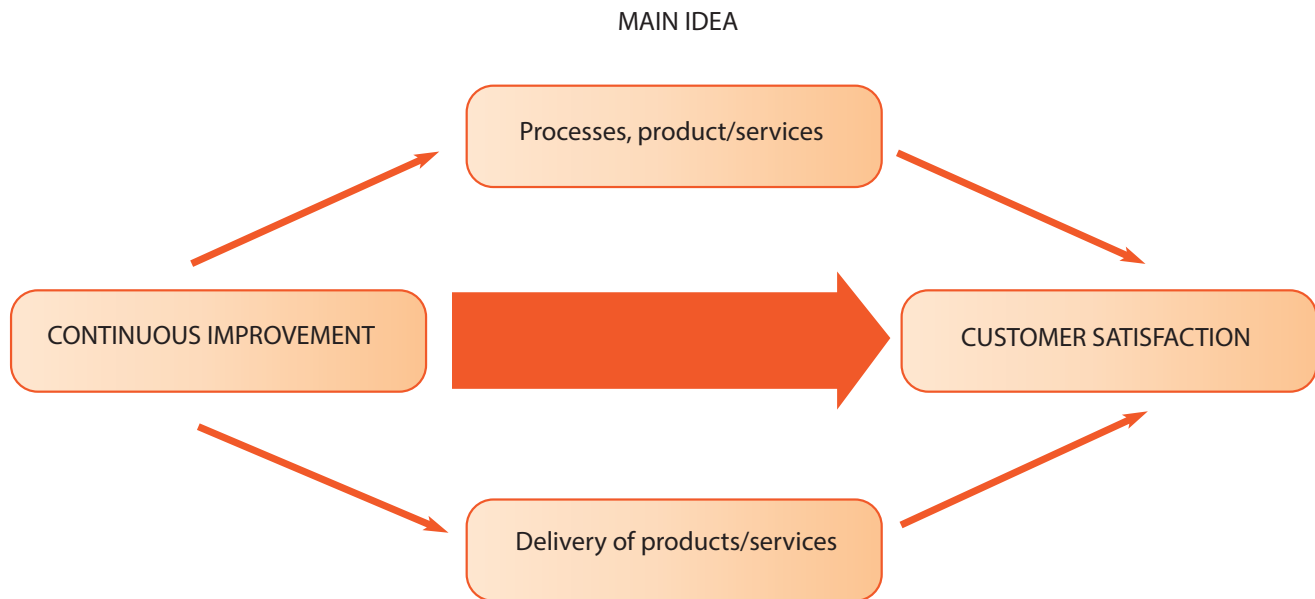 MAIN IDEA
Processes, product/services
CONTINUOUS IMPROVEMENT
CUSTOMER SATISFACTION
Delivery of products/services